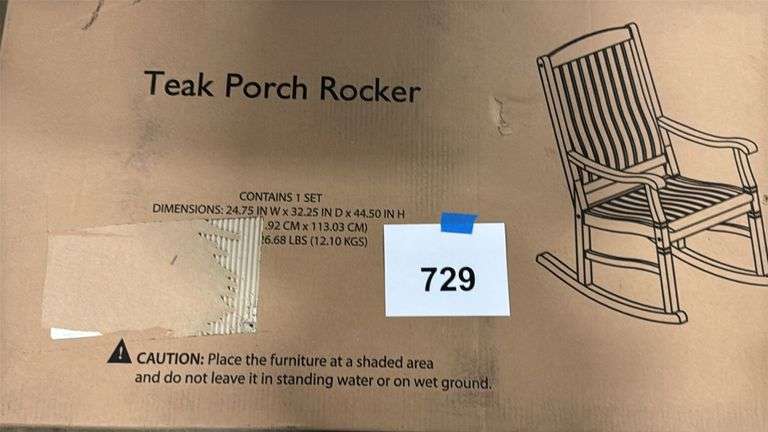 Teak Porch Rocker
CONTAINS 1 SET
DIMENSIONS: 24.75 IN W x 32.25 IN D x 44.50 IN H
.92 CM x 113.03 CM)
26.68 LBS (12.10 KGS)
729
CAUTION: Place the furniture at a shaded area
and do not leave it in standing water or on wet ground.